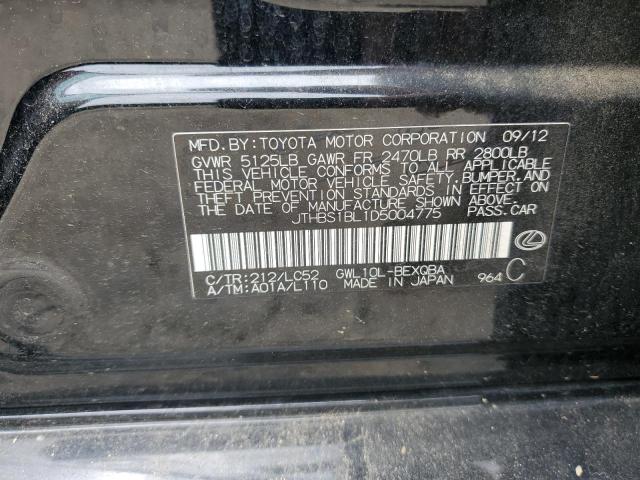 MFD.BY:TOYOTA MOTOR CORPORATION 09/12
GVWR 5125LB GAWR FR 2470LB RR 2800LB
THIS VEHICLE CONFORMS TO ALL APPLICABLE
FEDERAL MOTOR VEHICLE SAFETY,BUMPER,AND
THEFT PREVENTION STANDARDS IN EFFECT ON
THE DATE OF MANUFACTURE SHOWN ABOVE.
JTHBS1BL1D5004775 PASS.CAR
C/TR:212/LC52 GWL10L-BEXQBA
A/TM:A01A/L110 MADE IN JAPAN 964 C